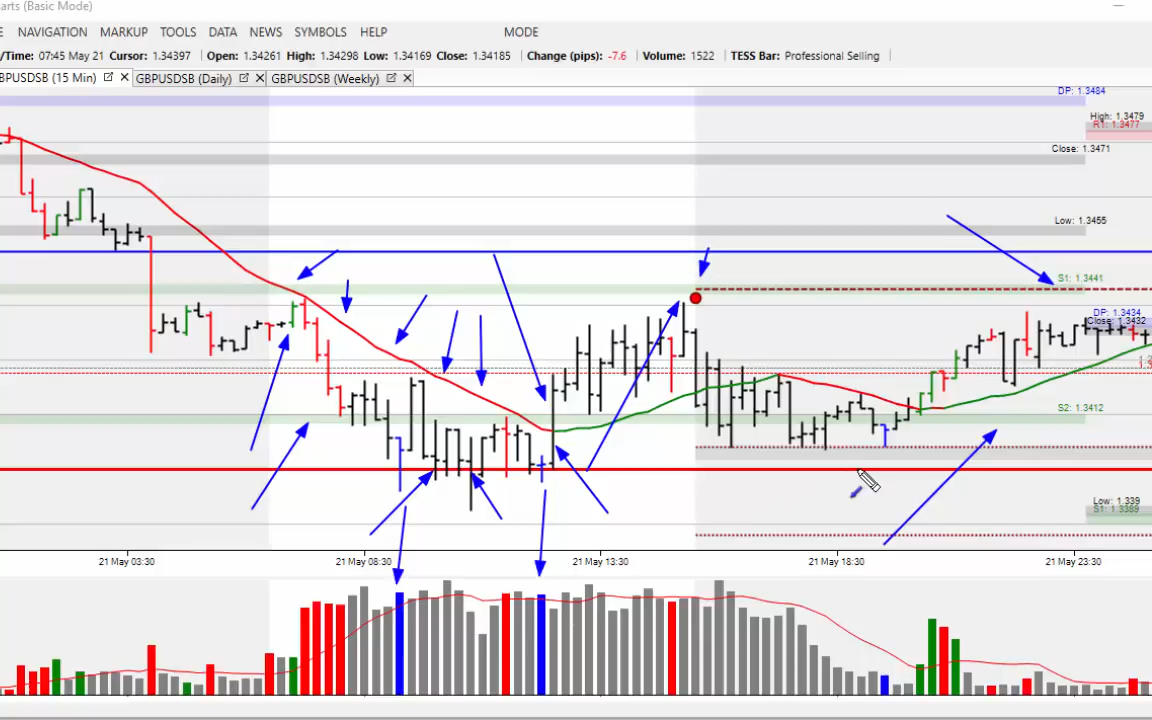 arts (Basic Mode)
E NAVIGATION MARKUP TOOLS DATA NEWS SYMBOLS HELP MODE
/Time: 07:45 May 21 Cursor: 1.34397 Open: 1.34261 High: 1.34298 Low: 1.34169 Close: 1.34185 Change (pips): -7.6 Volume: 1522 TESS Bar: Professional Selling
BPUSDSB (15 Min) GBPUSDSB (Daily) GBPUSDSB (Weekly)
DP: 1.3484
High: 1.3479
R1: 1.3477
Close: 1.3471
Low: 1.3455
S1: 1.3441
DP: 1.3434
Close: 1.3432
S2: 1.3412
Low: 1.339
S1: 1.3389
21 May 03:30 21 May 08:30 21 May 13:30 21 May 18:30 21 May 23:30